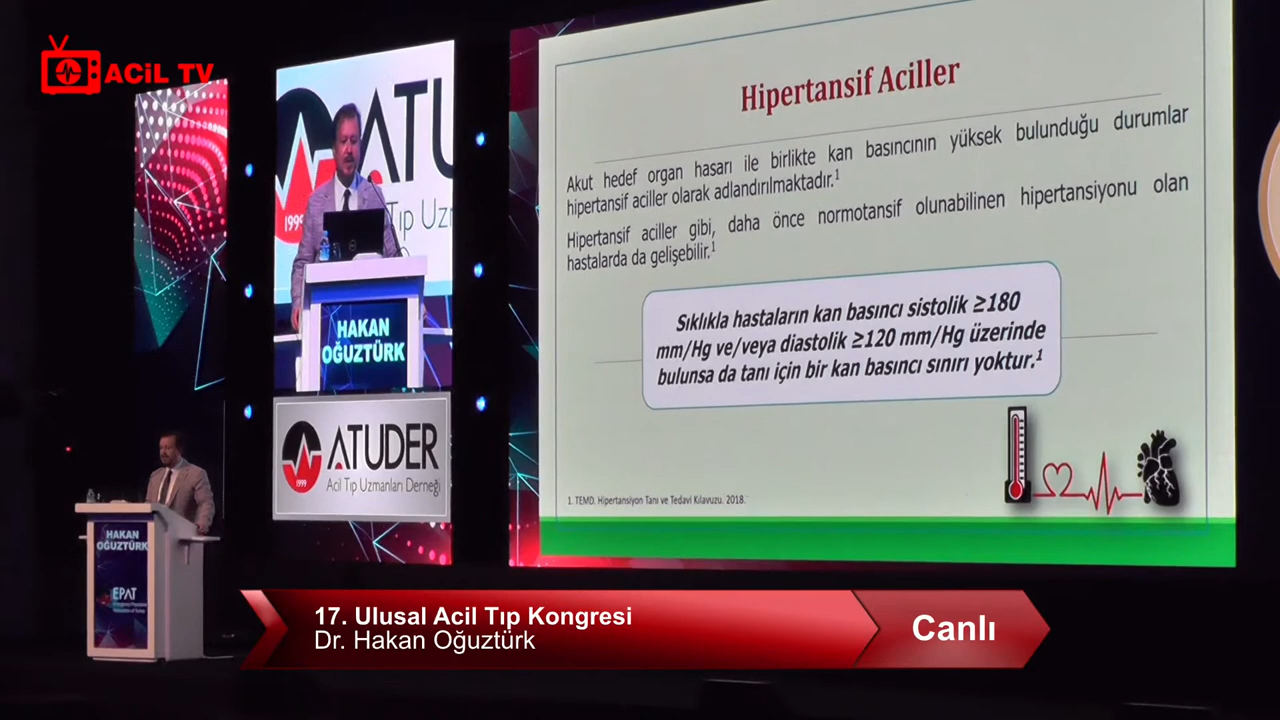 ACiL TV
Hipertansif Aciller
Akut hedef organ hasarı ile birlikte kan basıncının yüksek bulunduğu durumlar
hipertansif aciller olarak adlandırılmaktadır.1
Hipertansif aciller gibi, daha önce normotansif olunabilinen hipertansiyonu olan
hastalarda da gelişebilir.1
Sıklıkla hastaların kan basıncı sistolik ≥180
mm/Hg ve/veya diastolik ≥120 mm/Hg üzerinde
bulunsa da tanı için bir kan basıncı sınırı yoktur.1
1. TEMD. Hipertansiyon Tanı ve Tedavi Kılavuzu. 2018.
ATU
1999
Tıp Uzm
HAKAN
OĞUZTÜRK
ATUDER
1999
Acil Tıp Uzmanları Derneği
HAKAN
OĞUZTÜRK
EPAT
17. Ulusal Acil Tıp Kongresi
Dr. Hakan Oğuztürk
Canlı